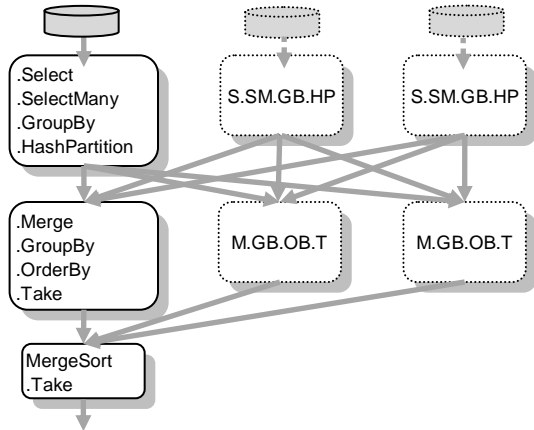 .Select
.SelectMany
.GroupBy
.HashPartition
S.SM.GB.HP
S.SM.GB.HP
.Merge
.GroupBy
.OrderBy
.Take
M.GB.OB.T
M.GB.OB.T
MergeSort
.Take